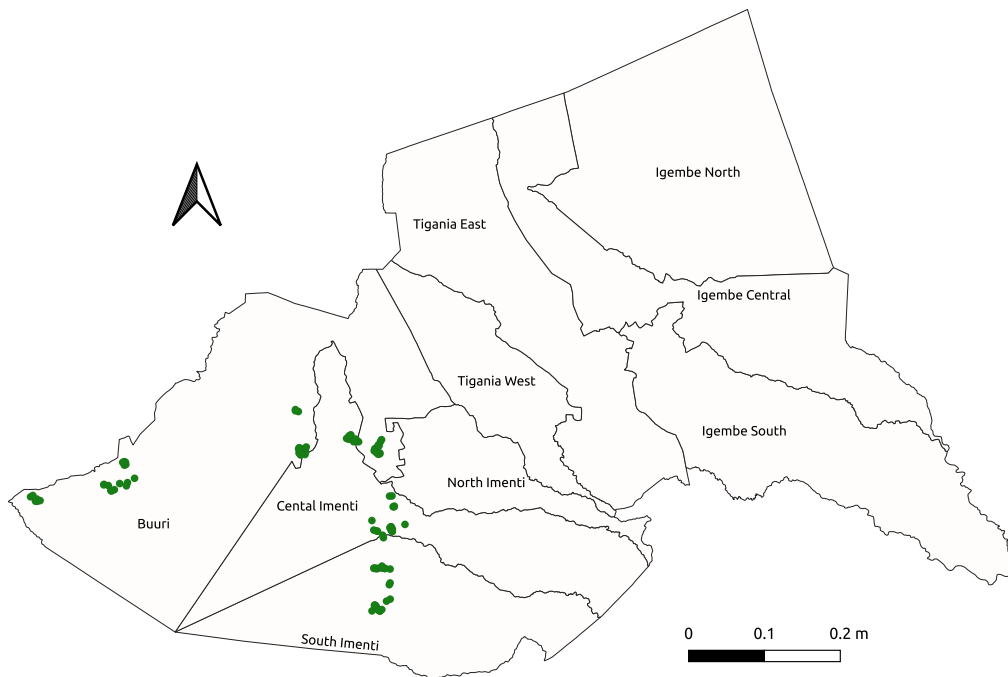 Igembe North
Tigania East
Igembe Central
Tigania West
Igembe South
North Imenti
Cental Imenti
Buuri
South Imenti
0 0.1 0.2 m